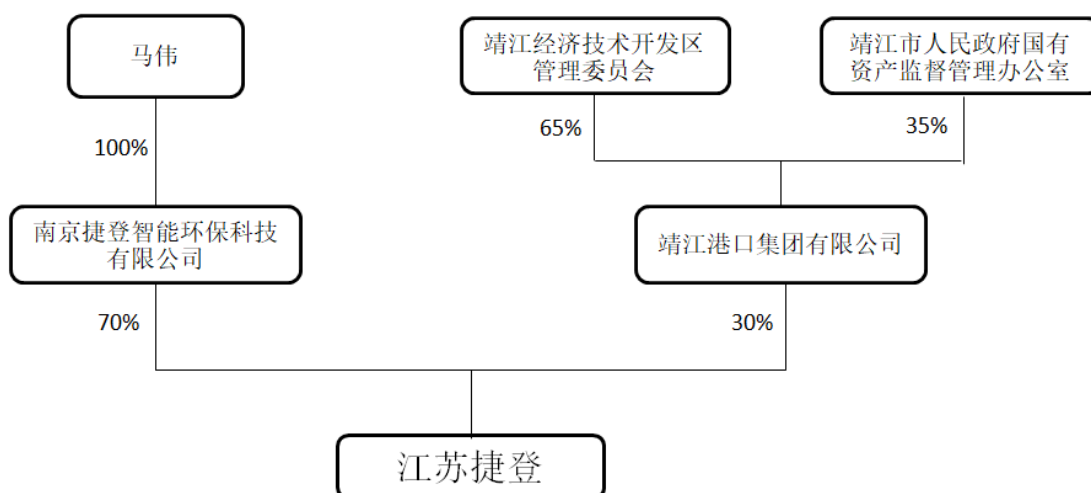 马伟
靖江经济技术开发区
管理委员会
靖江市人民政府国有
资产监督管理办公室
100%
65%
35%
南京捷登智能环保科技
有限公司
靖江港口集团有限公司
70%
30%
江苏捷登